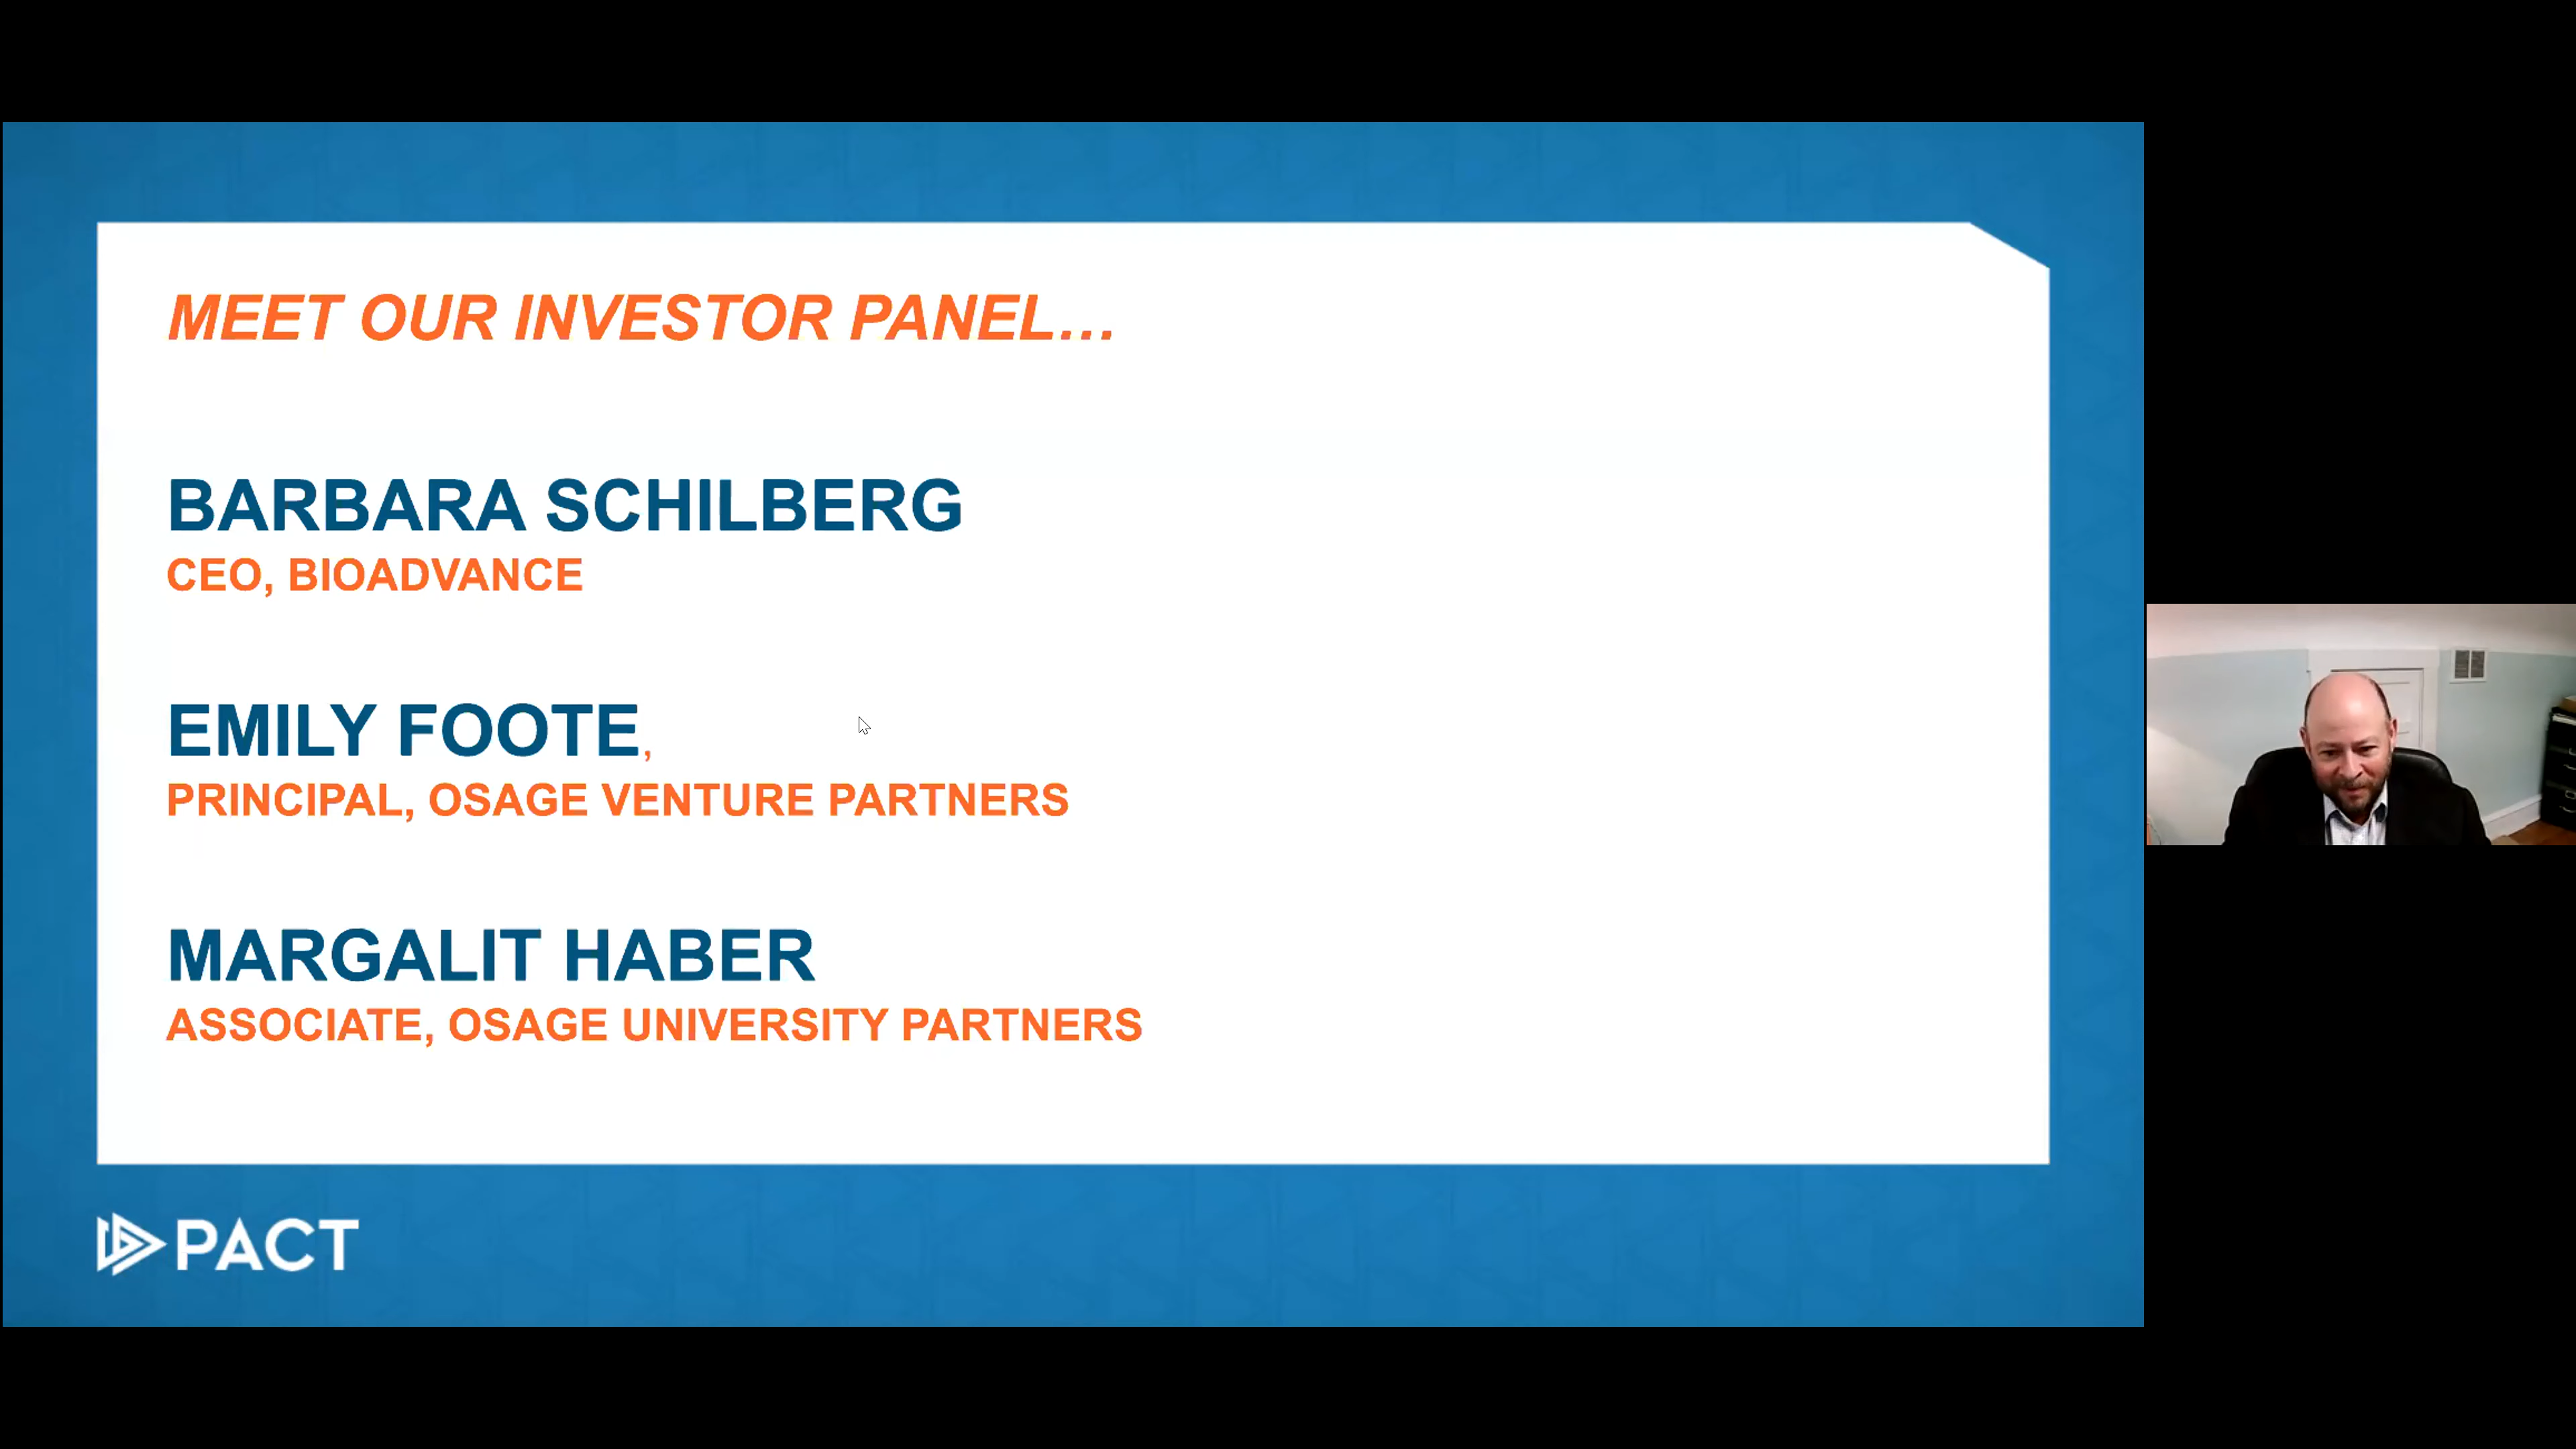 MEET OUR INVESTOR PANEL...
BARBARA SCHILBERG
CEO, BIOADVANCE
EMILY FOOTE,
PRINCIPAL, OSAGE VENTURE PARTNERS
MARGALIT HABER
ASSOCIATE, OSAGE UNIVERSITY PARTNERS
PACT